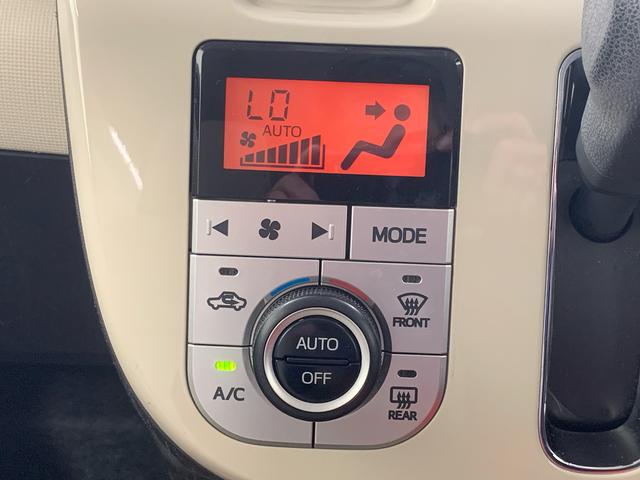 LO
AUTO
MODE
FRONT
AUTO
OFF
A/C
REAR